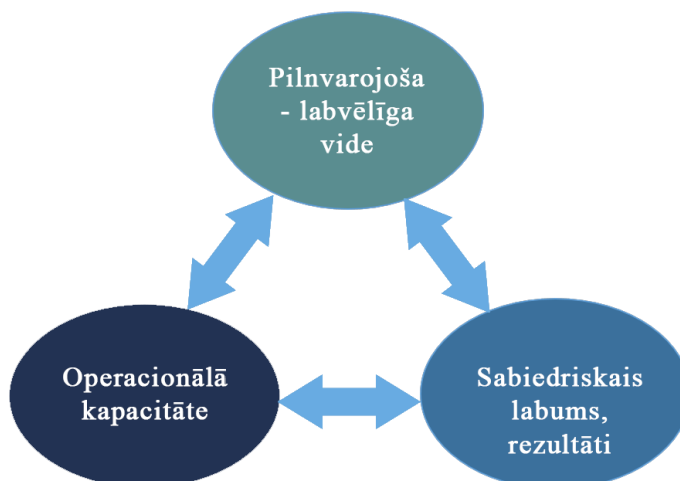 Pilnvarojoša
- labvēlīga
vide
Operacionālā
kapacitāte
Sabiedriskais
labums,
rezultāti